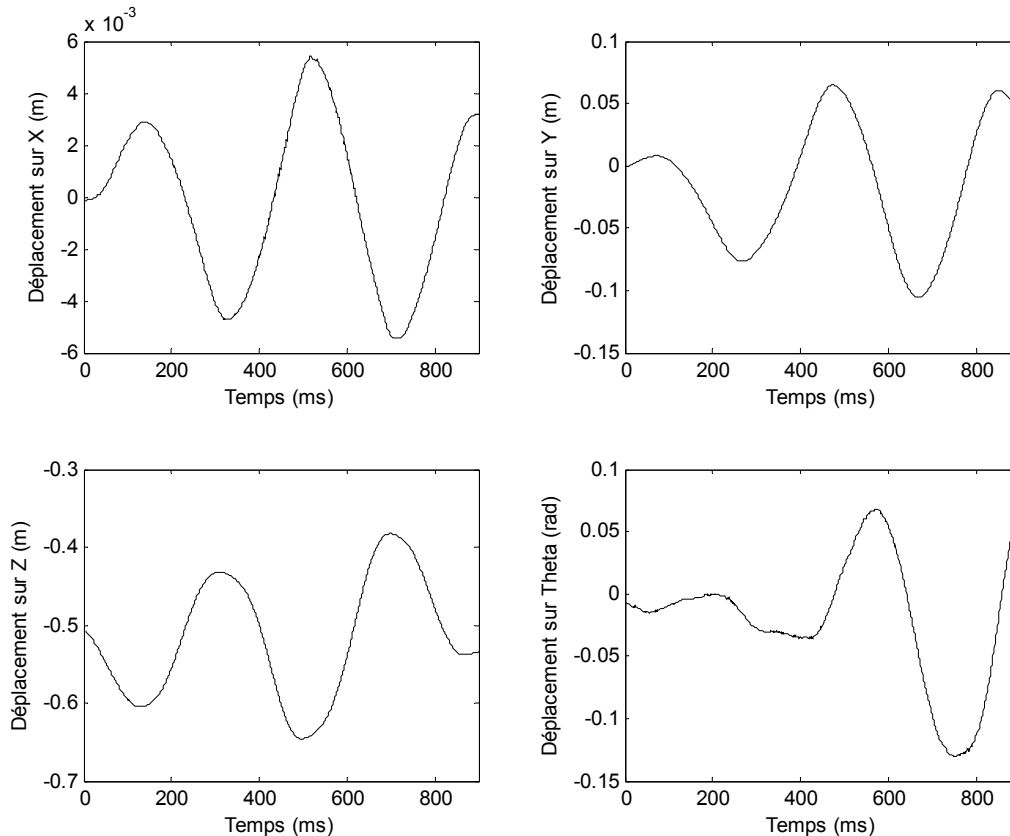 x 10-3
6
4
2
0
-2
-4
-6
Déplacement sur X (m)
0 200 400 600 800
Temps (ms)
0.1
0.05
0
-0.05
-0.1
-0.15
Déplacement sur Y (m)
0 200 400 600 800
Temps (ms)
-0.3
-0.4
-0.5
-0.6
-0.7
Déplacement sur Z (m)
0 200 400 600 800
Temps (ms)
0.1
0.05
0
-0.05
-0.1
-0.15
Déplacement sur Theta (rad)
0 200 400 600 800
Temps (ms)